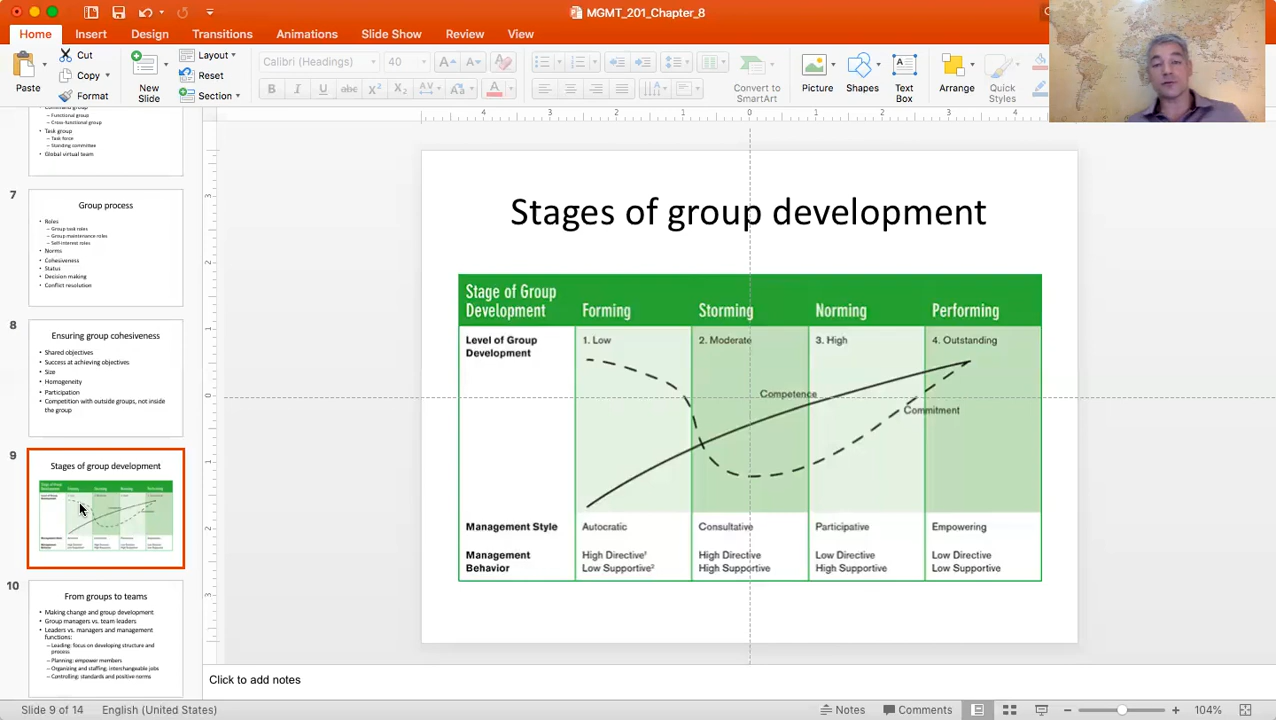 MGMT_201_Chapter_8
Home Insert Design Transitions Animations Slide Show Review View
Paste
Cut
Copy
Format
New Slide
Layout
Reset
Section
Calibri (Headings) 40
Convert to SmartArt
Picture
Shapes
Text Box
Arrange
Quick Styles
Command group
– Functional group
– Cross-functional group
• Task group
– Task force
– Standing committee
• Global virtual team
7
Group process
• Roles
– Group task roles
– Group maintenance roles
– Self-interest roles
• Norms
• Cohesiveness
• Status
• Decision making
• Conflict resolution
8
Ensuring group cohesiveness
• Shared objectives
• Success at achieving objectives
• Size
• Homogeneity
• Participation
• Competition with outside groups, not inside
the group
9
Stages of group development
10
From groups to teams
• Making change and group development
• Group managers vs. team leaders
• Leaders vs. managers and management
functions:
– Leading: focus on developing structure and
process
– Planning: empower members
– Organizing and staffing: interchangeable jobs
– Controlling: standards and positive norms
Stages of group development
Stage of Group
Development Forming Storming Norming Performing
Level of Group
Development 1. Low 2. Moderate 3. High 4. Outstanding
Competence
Commitment
Management Style Autocratic Consultative Participative Empowering
Management
Behavior
High Directive¹ High Directive Low Directive Low Directive
Low Supportive² High Supportive High Supportive Low Supportive
Click to add notes
Slide 9 of 14 English (United States) Notes Comments 104%